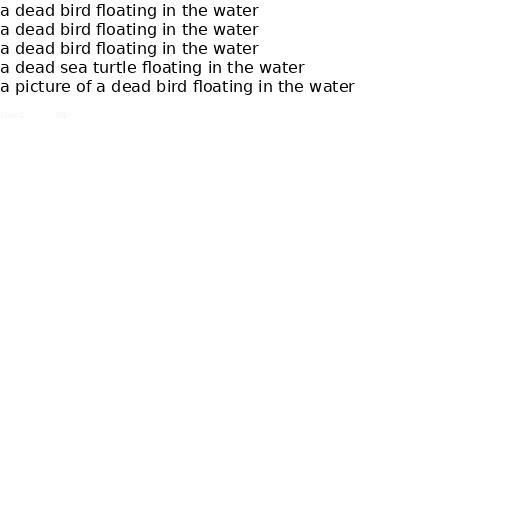 a dead bird floating in the water
a dead bird floating in the water
a dead bird floating in the water
a dead sea turtle floating in the water
a picture of a dead bird floating in the water